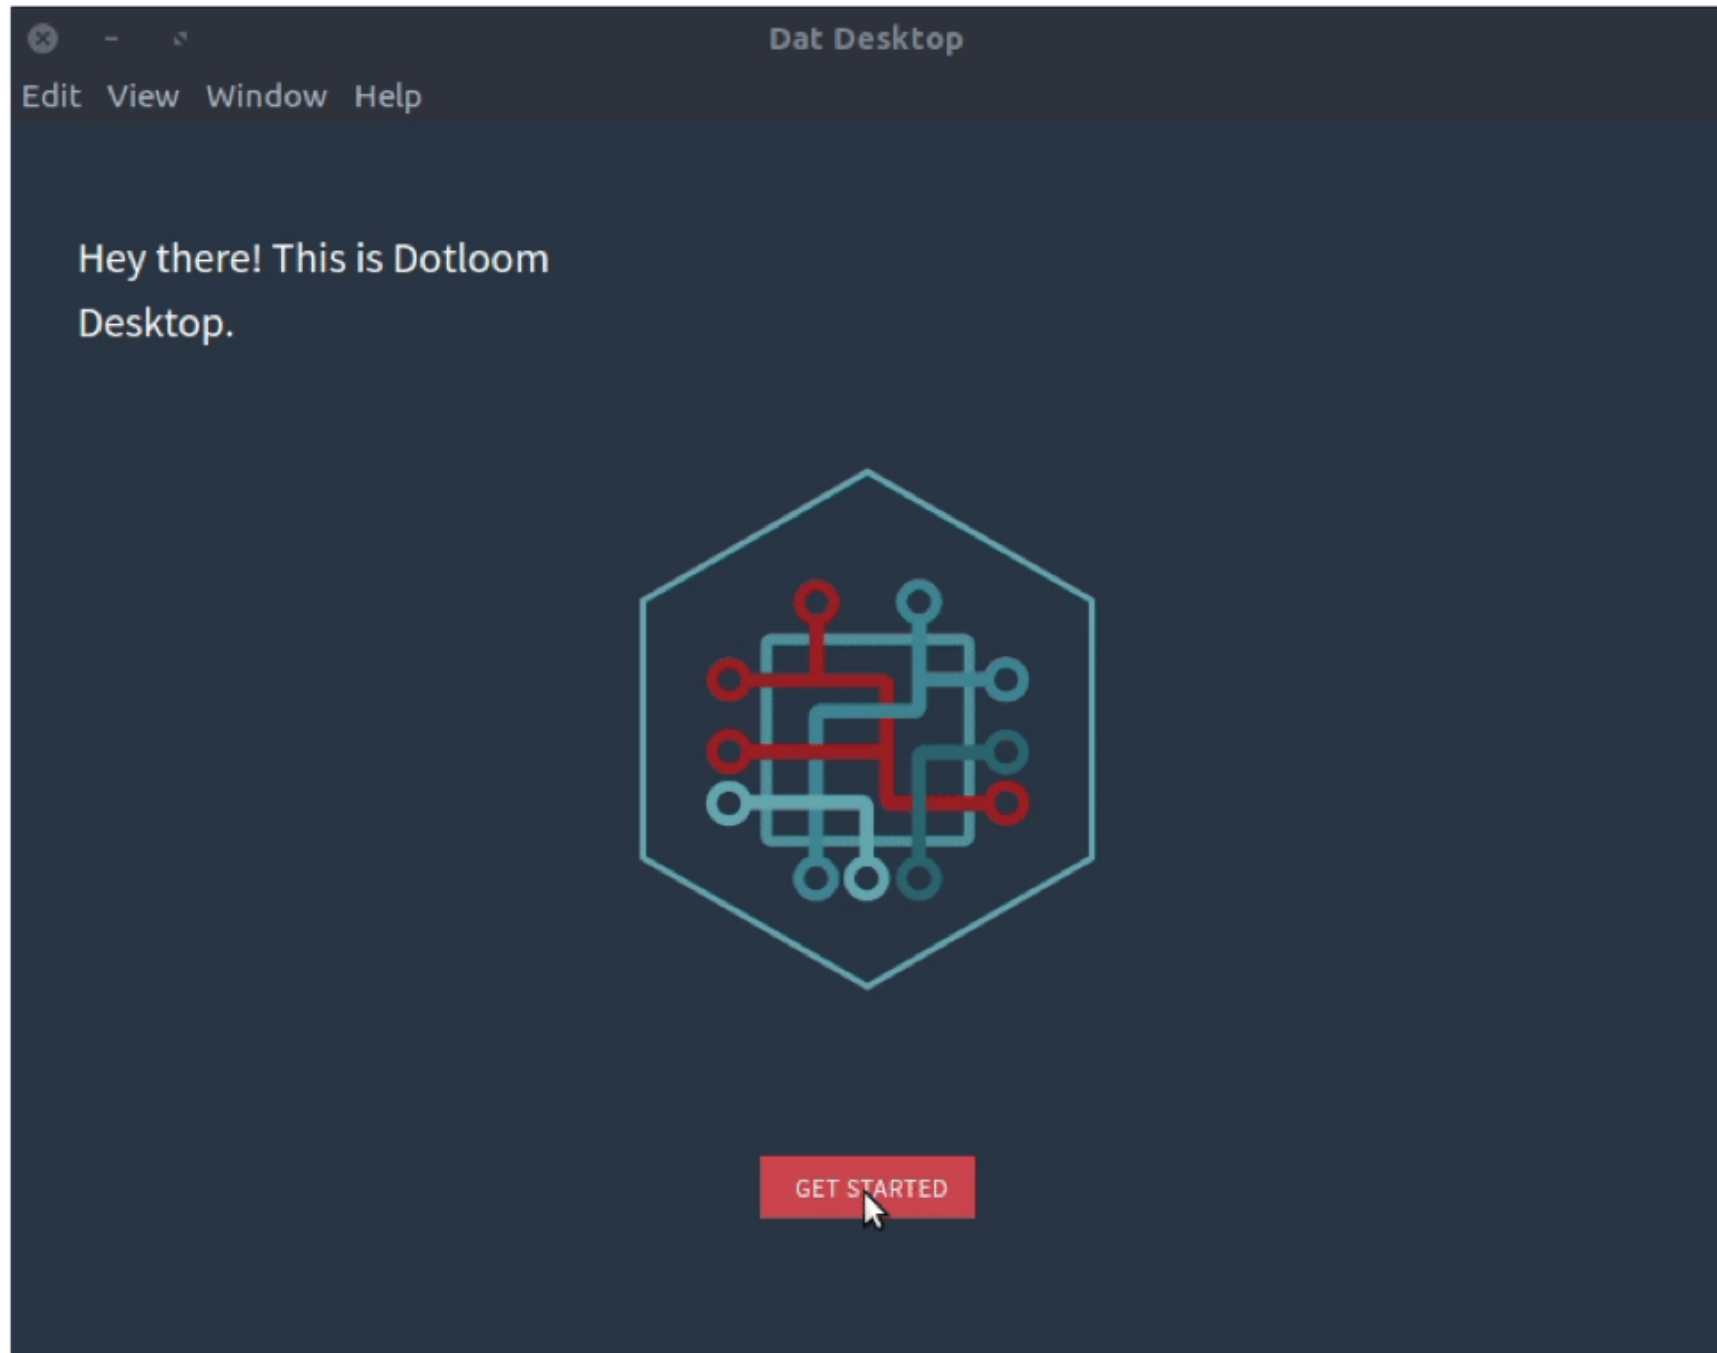 Dat Desktop
Edit View Window Help
Hey there! This is Dotloom
Desktop.
GET STARTED